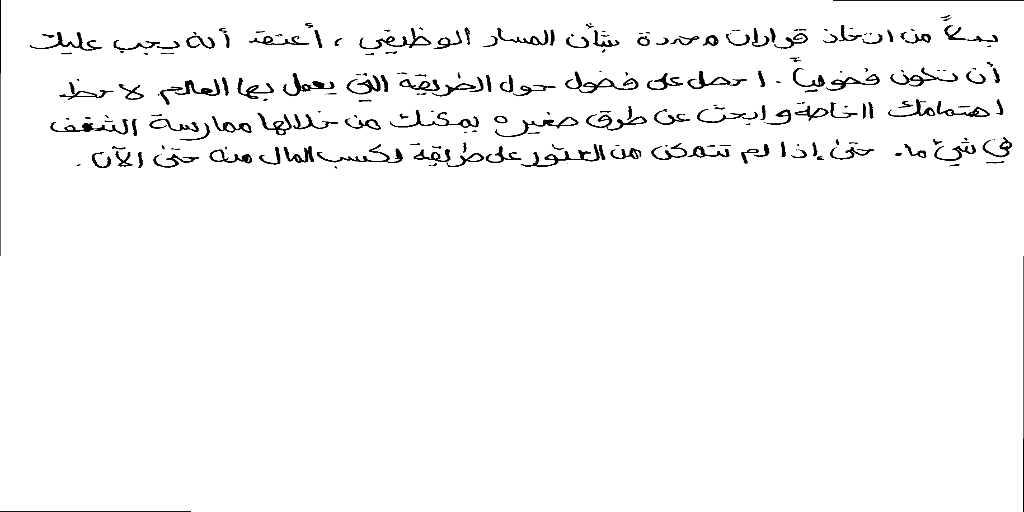 بدلاً من اتخاذ قرارات محددة بشأن المسار الوظيفي ، أعتقد أنه يجب عليك
أن تكون فضولياً . احصل على فضول حول الطريقة التي يعمل بها العالم لاحظ
اهتمامك الخاصة وابحث عن طرق صغيره يمكنك من خلالها ممارسة الشغف
في شيء ما. حتى إذا لم تتمكن من العثور على طريقة لكسب المال منه حتى الآن .